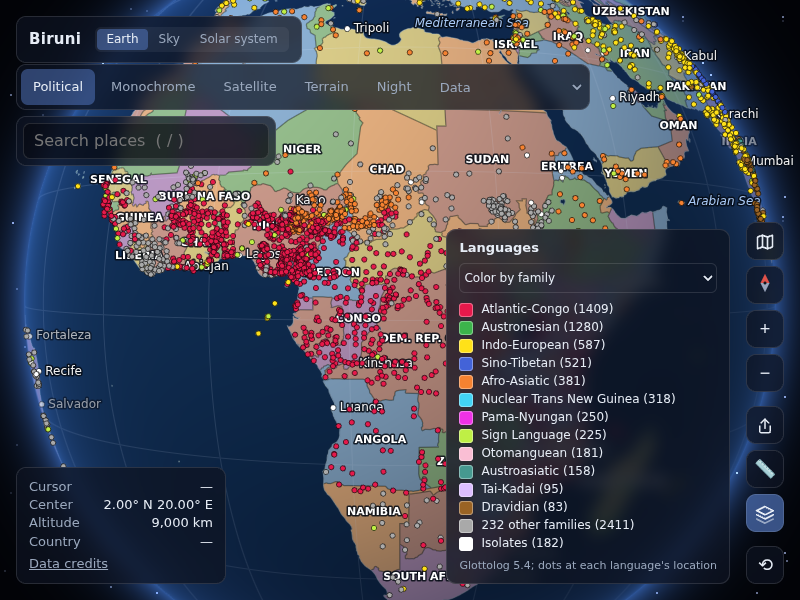 Biruni
Earth
Sky
Solar system
Political
Monochrome
Satellite
Terrain
Night
Data
Search places ( / )
Tripoli
Mediterranean Sea
UZBEKISTAN
ISRAEL
IRAQ
IRAN
Kabul
Riyadh
OMAN
Mumbai
NIGER
CHAD
SUDAN
ERITREA
YEMEN
Arabian Sea
SENEGAL
BURKINA FASO
GUINEA
Abidjan
Lagos
CONGO
DEM. REP.
Kinshasa
Fortaleza
Recife
Salvador
Luanda
ANGOLA
NAMIBIA
Languages
Color by family
Atlantic-Congo (1409)
Austronesian (1280)
Indo-European (587)
Sino-Tibetan (521)
Afro-Asiatic (381)
Nuclear Trans New Guinea (318)
Pama-Nyungan (250)
Sign Language (225)
Otomanguean (181)
Austroasiatic (158)
Tai-Kadai (95)
Dravidian (83)
232 other families (2411)
Isolates (182)
Glottolog 5.4; dots at each language's location
Cursor —
Center 2.00° N 20.00° E
Altitude 9,000 km
Country —
Data credits